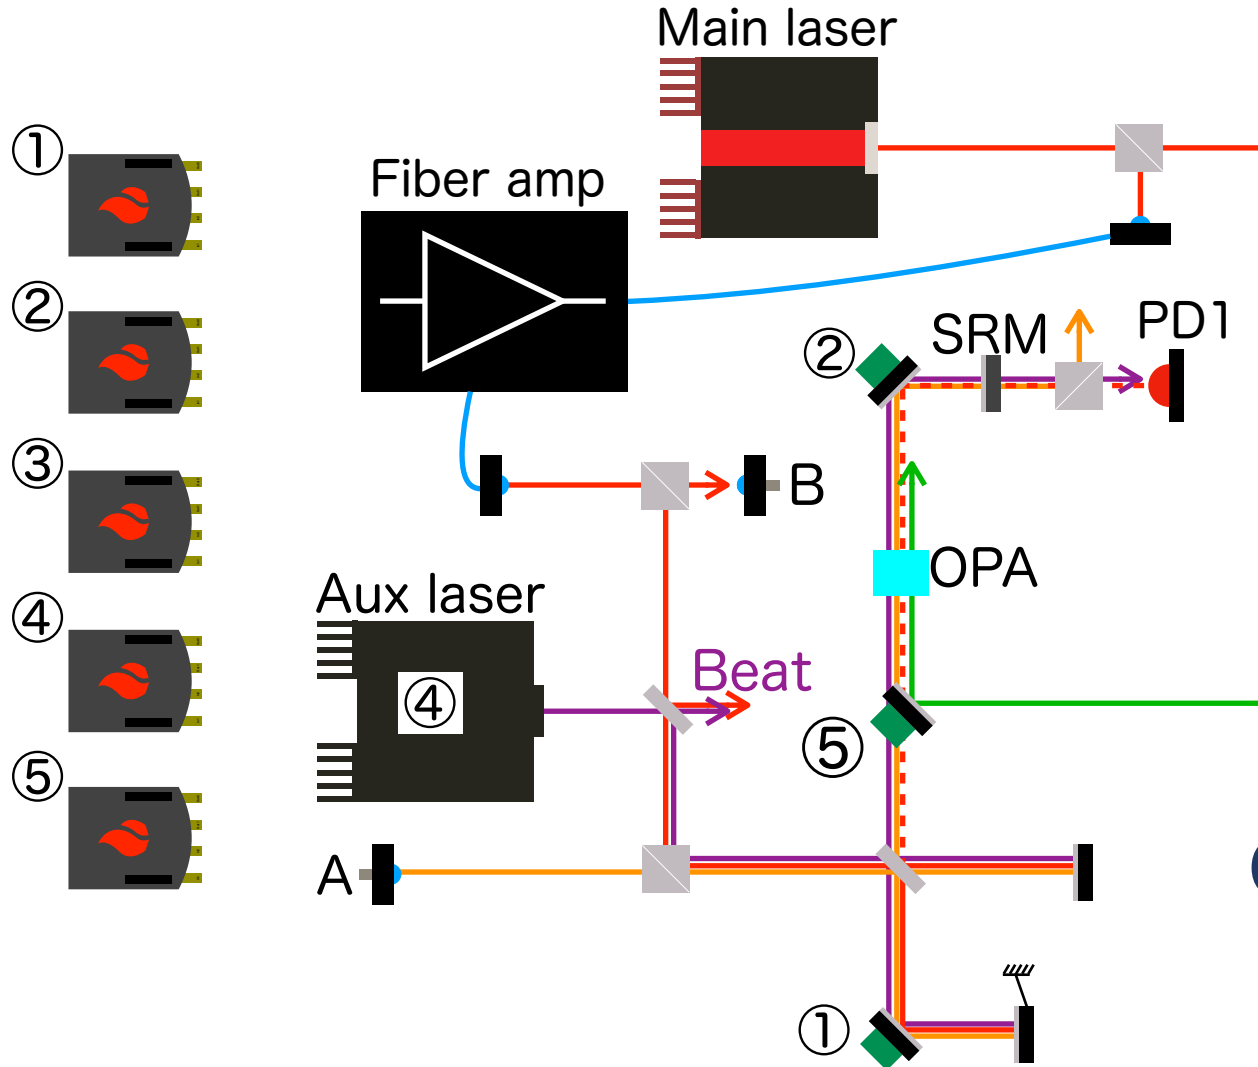 Main laser
①
Fiber amp
②
SRM
PD1
②
③
B
OPA
Aux laser
④
④
Beat
⑤
⑤
A
①